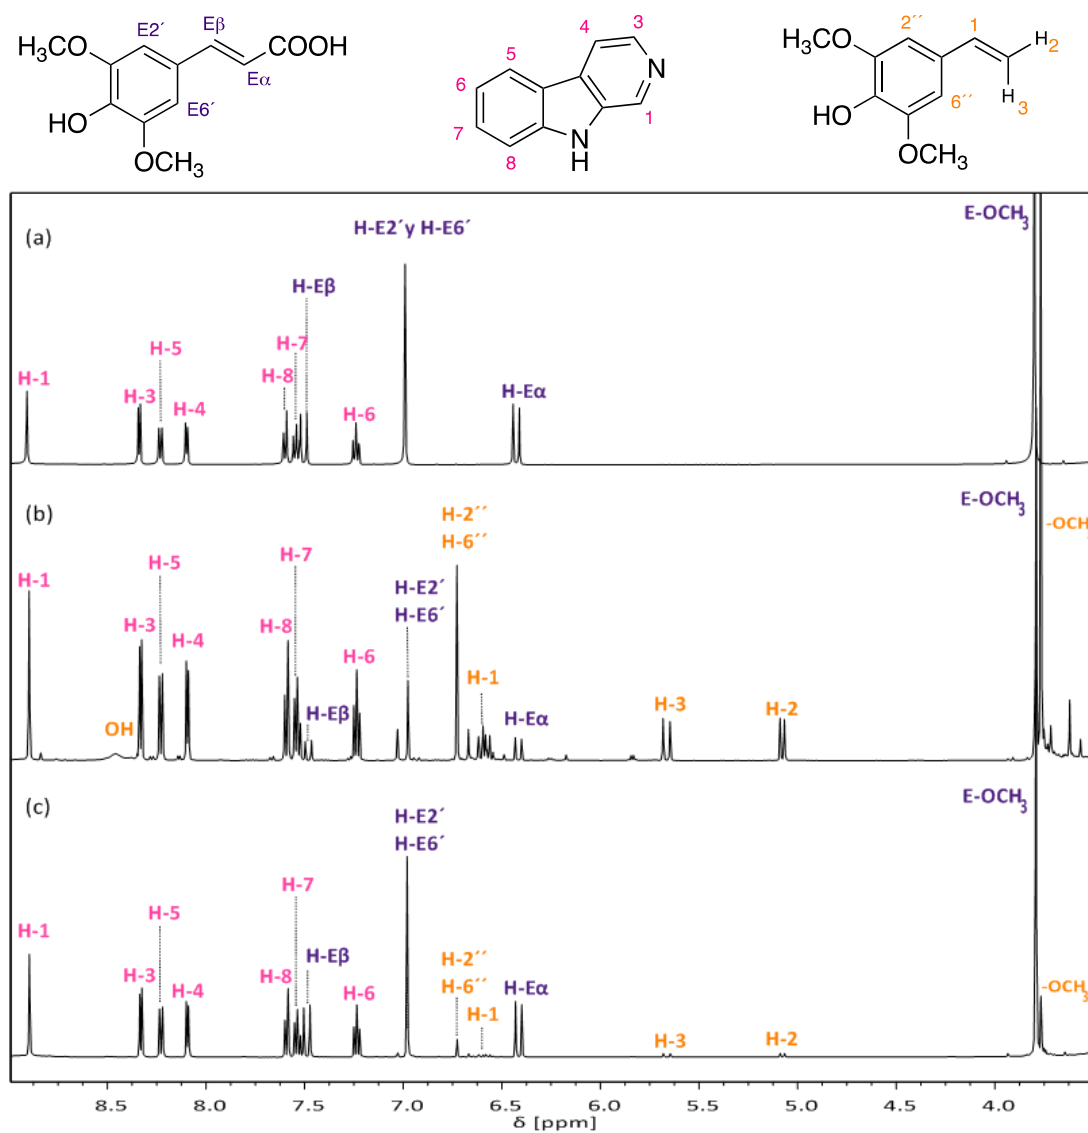 E2´ Eβ
H₃CO COOH
Eα
E6´
HO
OCH₃
4 3
5
6 N
7 1
8 N
H
2´´ 1
H₃CO H 2
H
HO 6´´ 3
OCH₃
(a) H-E2´y H-E6´ E-OCH₃
H-Eβ
H-5 H-7
H-1 H-8 H-Eα
H-3 H-4 H-6
(b) H-2´´ E-OCH₃
H-6´´ -OCH
H-5 H-7
H-1 H-E2´
H-3 H-8 H-E6´
H-4 H-6 H-1
OH H-Eβ H-Eα H-3 H-2
(c) H-E2´ E-OCH₃
H-E6´
H-5 H-7
H-1 H-Eβ H-2´´
H-3 H-4 H-8 H-6 H-6´´ H-Eα -OCH₃
H-1
H-3 H-2
8.5 8.0 7.5 7.0 6.5 6.0 5.5 5.0 4.5 4.0
δ [ppm]